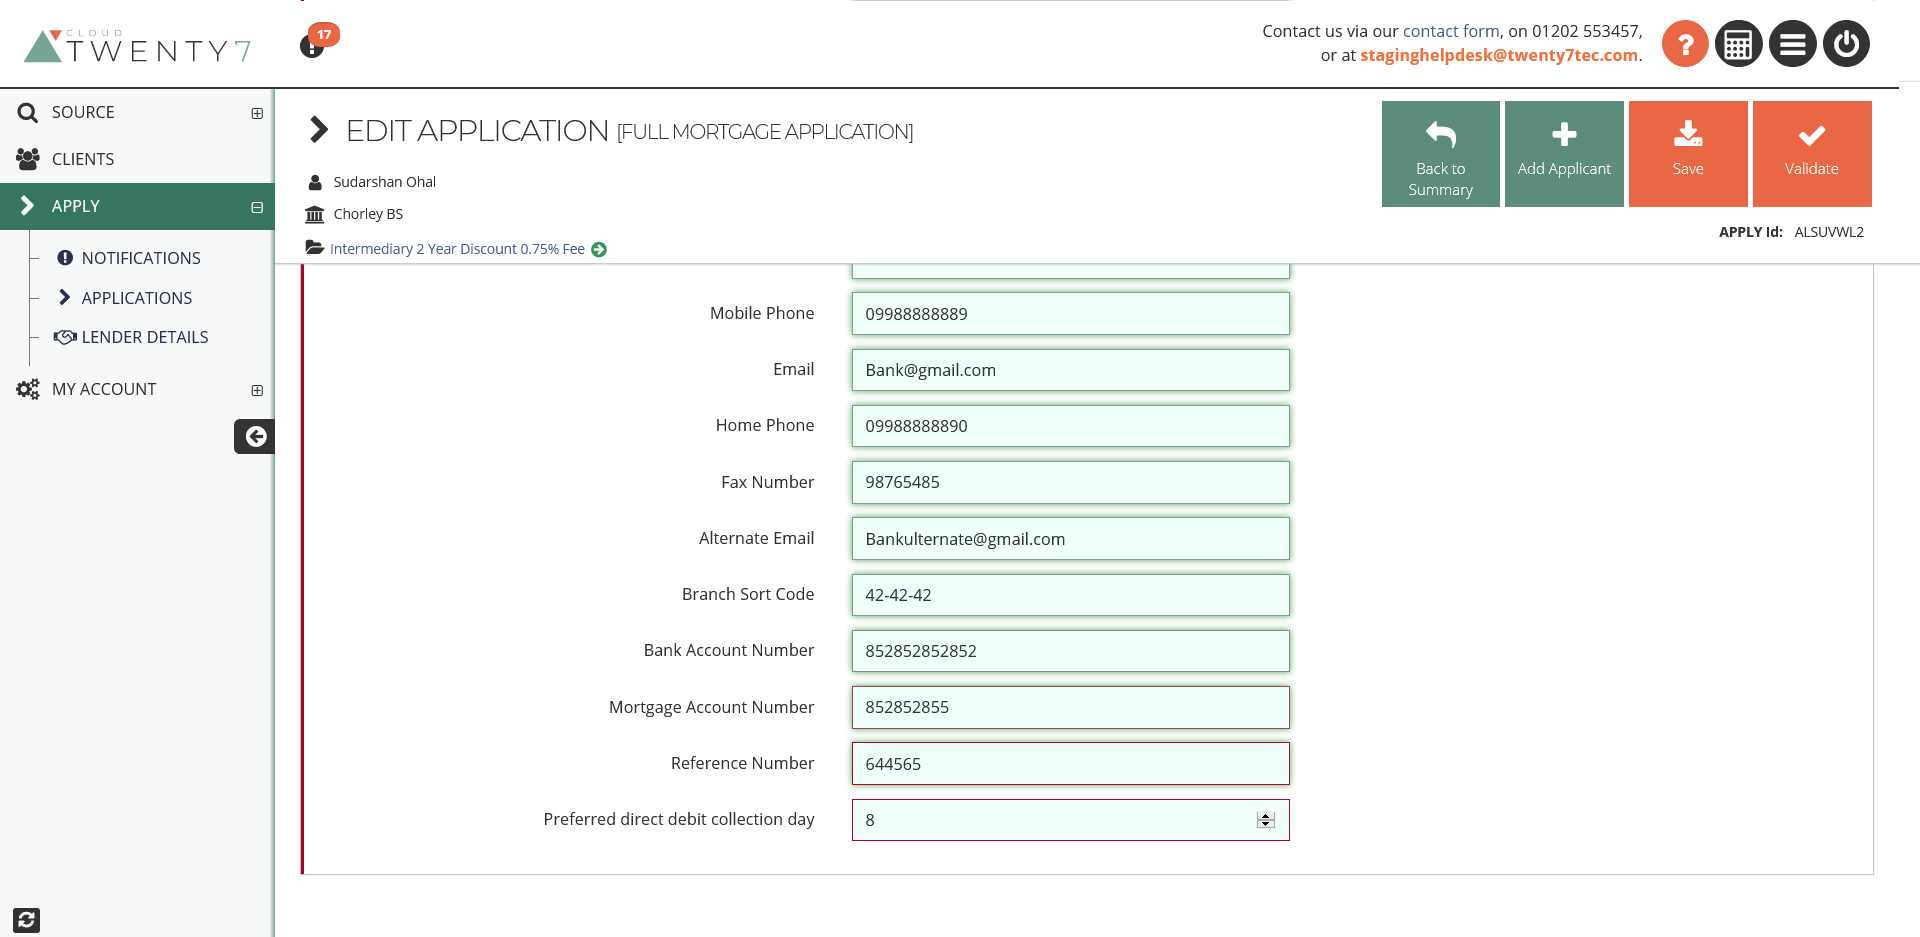 CLOUD
TWENTY 7
17
Contact us via our contact form, on 01202 553457,
or at staginghelpdesk@twenty7tec.com.
?
SOURCE
CLIENTS
APPLY
NOTIFICATIONS
APPLICATIONS
LENDER DETAILS
MY ACCOUNT
EDIT APPLICATION [FULL MORTGAGE APPLICATION]
Sudarshan Ohal
Chorley BS
Intermediary 2 Year Discount 0.75% Fee
Back to
Summary
Add Applicant
Save
Validate
APPLY Id: ALSUVWL2
Mobile Phone 09988888889
Email Bank@gmail.com
Home Phone 09988888890
Fax Number 98765485
Alternate Email Bankulternate@gmail.com
Branch Sort Code 42-42-42
Bank Account Number 852852852852
Mortgage Account Number 852852855
Reference Number 644565
Preferred direct debit collection day 8